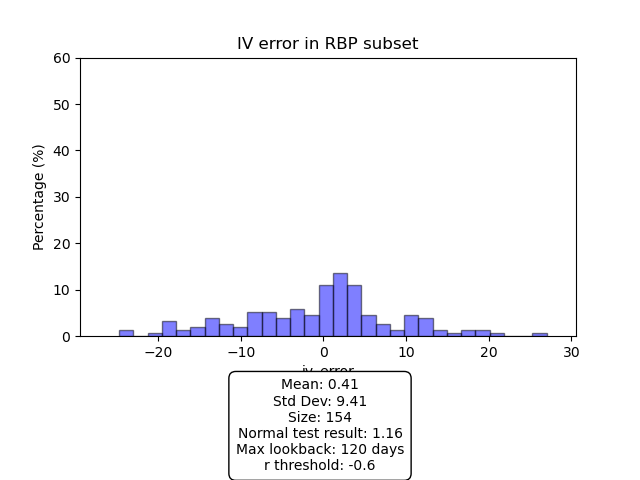 IV error in RBP subset
60
50
40
30
20
10
0
Percentage (%)
−20
−10
0
10
20
30
iv_error
Mean: 0.41
Std Dev: 9.41
Size: 154
Normal test result: 1.16
Max lookback: 120 days
r threshold: -0.6